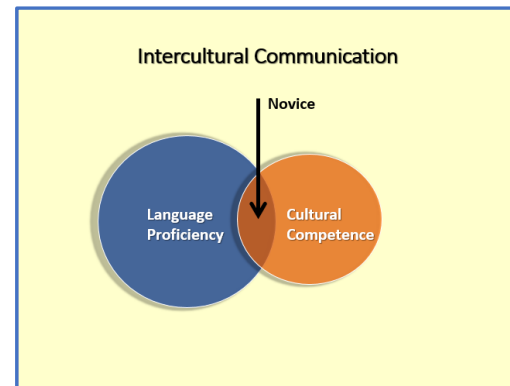 Intercultural Communication
Novice
Language
Proficiency
Cultural
Competence